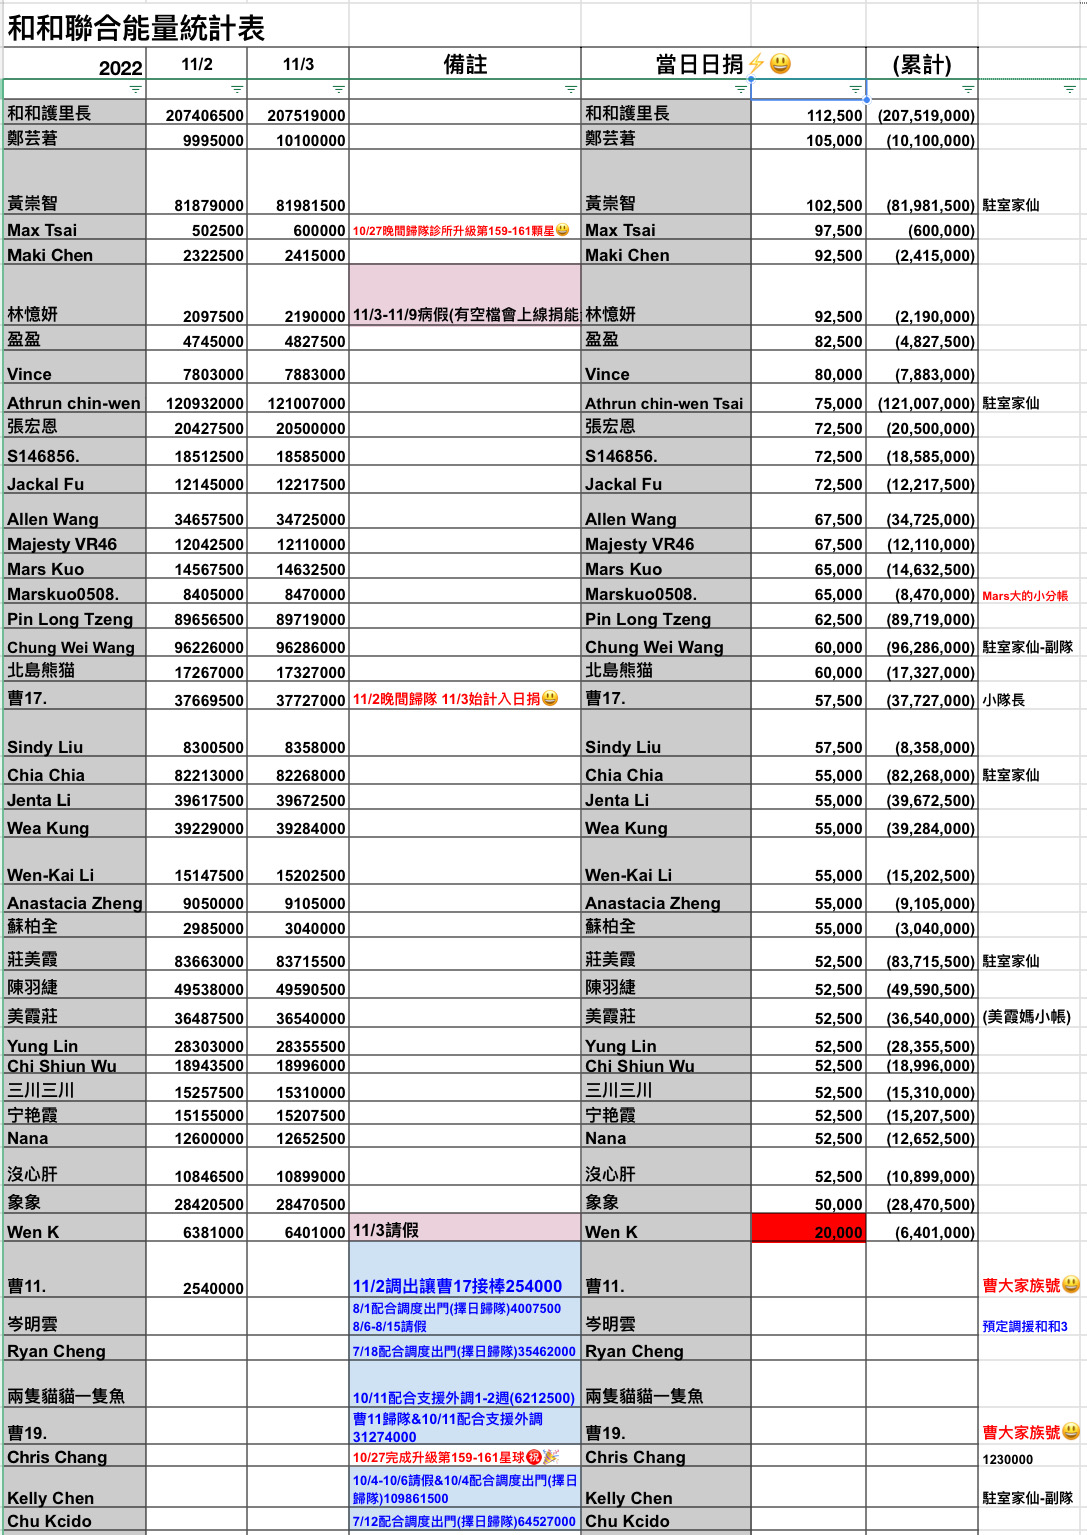 和和聯合能量統計表
2022 11/2 11/3 備註 當日日捐⚡😃 (累計)
和和護里長 207406500 207519000 和和護里長 112,500 (207,519,000)
鄭芸莙 9995000 10100000 鄭芸莙 105,000 (10,100,000)
黃崇智 81879000 81981500 黃崇智 102,500 (81,981,500) 駐室家仙
Max Tsai 502500 600000 10/27晚間歸隊診所升級第159-161顆星😃 Max Tsai 97,500 (600,000)
Maki Chen 2322500 2415000 Maki Chen 92,500 (2,415,000)
林憶妍 2097500 2190000 11/3-11/9病假(有空檔會上線捐能 林憶妍 92,500 (2,190,000)
盈盈 4745000 4827500 盈盈 82,500 (4,827,500)
Vince 7803000 7883000 Vince 80,000 (7,883,000)
Athrun chin-wen 120932000 121007000 Athrun chin-wen Tsai 75,000 (121,007,000) 駐室家仙
張宏恩 20427500 20500000 張宏恩 72,500 (20,500,000)
S146856. 18512500 18585000 S146856. 72,500 (18,585,000)
Jackal Fu 12145000 12217500 Jackal Fu 72,500 (12,217,500)
Allen Wang 34657500 34725000 Allen Wang 67,500 (34,725,000)
Majesty VR46 12042500 12110000 Majesty VR46 67,500 (12,110,000)
Mars Kuo 14567500 14632500 Mars Kuo 65,000 (14,632,500)
Marskuo0508. 8405000 8470000 Marskuo0508. 65,000 (8,470,000) Mars大的小分帳
Pin Long Tzeng 89656500 89719000 Pin Long Tzeng 62,500 (89,719,000)
Chung Wei Wang 96226000 96286000 Chung Wei Wang 60,000 (96,286,000) 駐室家仙-副隊
北島熊猫 17267000 17327000 北島熊猫 60,000 (17,327,000)
曹17. 37669500 37727000 11/2晚間歸隊 11/3始計入日捐😃 曹17. 57,500 (37,727,000) 小隊長
Sindy Liu 8300500 8358000 Sindy Liu 57,500 (8,358,000)
Chia Chia 82213000 82268000 Chia Chia 55,000 (82,268,000) 駐室家仙
Jenta Li 39617500 39672500 Jenta Li 55,000 (39,672,500)
Wea Kung 39229000 39284000 Wea Kung 55,000 (39,284,000)
Wen-Kai Li 15147500 15202500 Wen-Kai Li 55,000 (15,202,500)
Anastacia Zheng 9050000 9105000 Anastacia Zheng 55,000 (9,105,000)
蘇柏全 2985000 3040000 蘇柏全 55,000 (3,040,000)
莊美霞 83663000 83715500 莊美霞 52,500 (83,715,500) 駐室家仙
陳羽緁 49538000 49590500 陳羽緁 52,500 (49,590,500)
美霞莊 36487500 36540000 美霞莊 52,500 (36,540,000) (美霞媽小帳)
Yung Lin 28303000 28355500 Yung Lin 52,500 (28,355,500)
Chi Shiun Wu 18943500 18996000 Chi Shiun Wu 52,500 (18,996,000)
三川三川 15257500 15310000 三川三川 52,500 (15,310,000)
宁艳霞 15155000 15207500 宁艳霞 52,500 (15,207,500)
Nana 12600000 12652500 Nana 52,500 (12,652,500)
沒心肝 10846500 10899000 沒心肝 52,500 (10,899,000)
象象 28420500 28470500 象象 50,000 (28,470,500)
Wen K 6381000 6401000 11/3請假 Wen K 20,000 (6,401,000)
曹11. 2540000 11/2調出讓曹17接棒254000 曹11. 曹大家族號😃
岑明雲 8/1配合調度出門(擇日歸隊)4007500
8/6-8/15請假 岑明雲 預定調援和和3
Ryan Cheng 7/18配合調度出門(擇日歸隊)35462000 Ryan Cheng
兩隻貓貓一隻魚 10/11配合支援外調1-2週(6212500) 兩隻貓貓一隻魚
曹19. 曹11歸隊&10/11配合支援外調
31274000 曹19. 曹大家族號😃
Chris Chang 10/27完成升級第159-161星球㊗🎉 Chris Chang 1230000
Kelly Chen 10/4-10/6請假&10/4配合調度出門(擇日
歸隊)109861500 Kelly Chen 駐室家仙-副隊
Chu Kcido 7/12配合調度出門(擇日歸隊)64527000 Chu Kcido